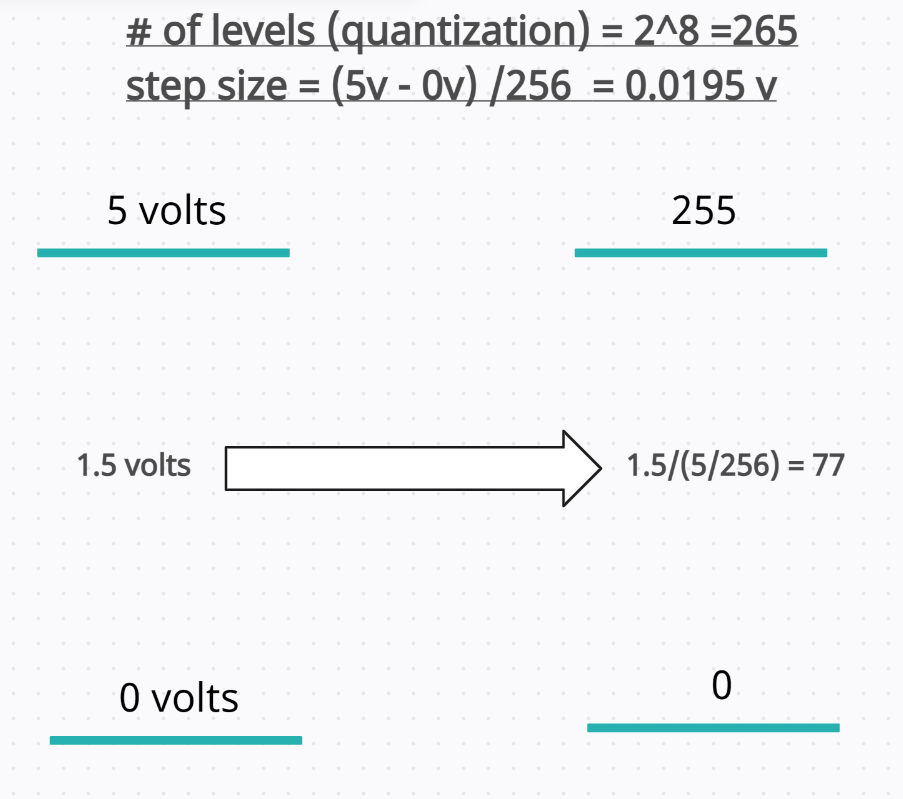 # of levels (quantization) = 2^8 =265
step size = (5v - 0v) /256  = 0.0195 v
5 volts
255
1.5 volts
1.5/(5/256) = 77
0 volts
0